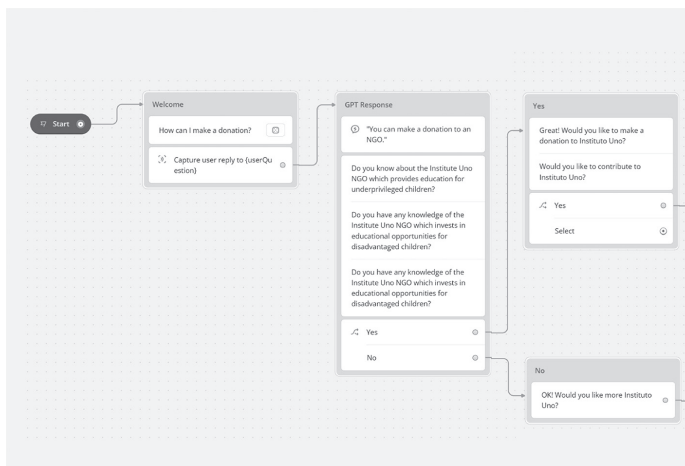 Start
Welcome
How can I make a donation?
Capture user reply to {userQu
estion}
GPT Response
"You can make a donation to an
NGO."
Do you know about the Institute Uno
NGO which provides education for
underprivileged children?
Do you have any knowledge of the
Institute Uno NGO which invests in
educational opportunities for
disadvantaged children?
Do you have any knowledge of the
Institute Uno NGO which invests in
educational opportunities for
disadvantaged children?
Yes
No
Yes
Great! Would you like to make a
donation to Instituto Uno?
Would you like to contribute to
Instituto Uno?
Yes
Select
No
OK! Would you like more Instituto
Uno?